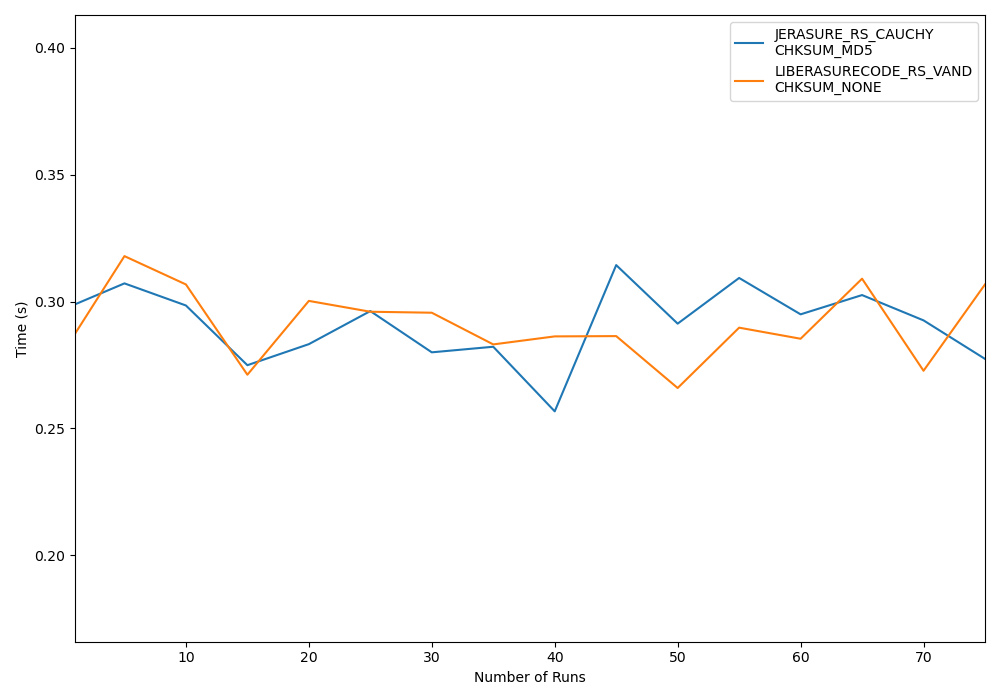 JERASURE_RS_CAUCHY
CHKSUM_MD5
LIBERASURECODE_RS_VAND
CHKSUM_NONE
0.40
0.35
0.30
0.25
0.20
Time (s)
10 20 30 40 50 60 70
Number of Runs